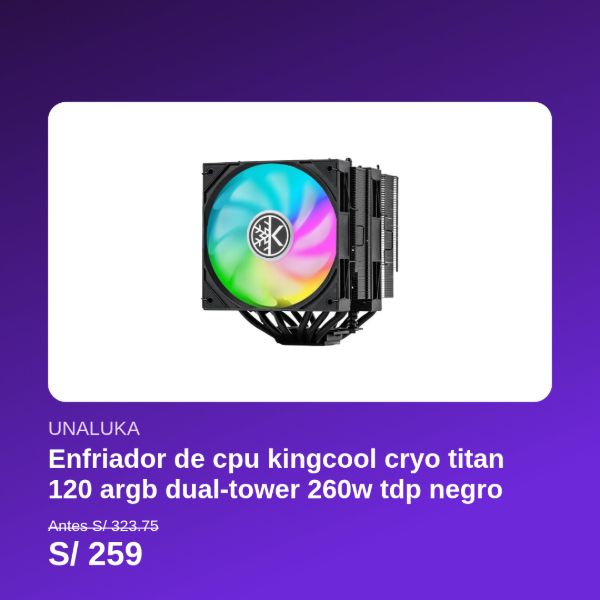 UNALUKA
Enfriador de cpu kingcool cryo titan
120 argb dual-tower 260w tdp negro
Antes S/ 323.75
S/ 259